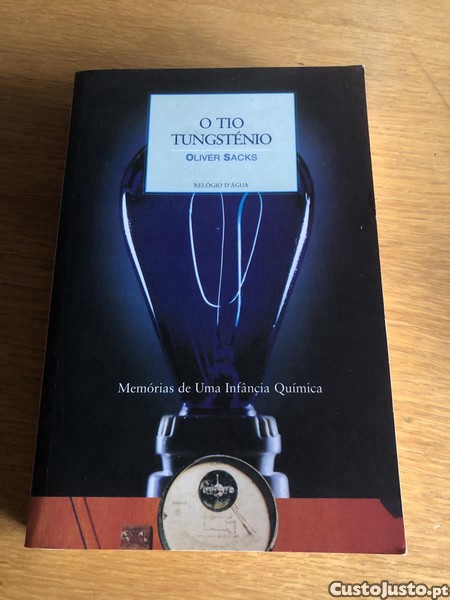 O TIO
TUNGSTÉNIO
OLIVER SACKS
RELÓGIO D'ÁGUA
Memórias de Uma Infância Química
CustoJusto.pt